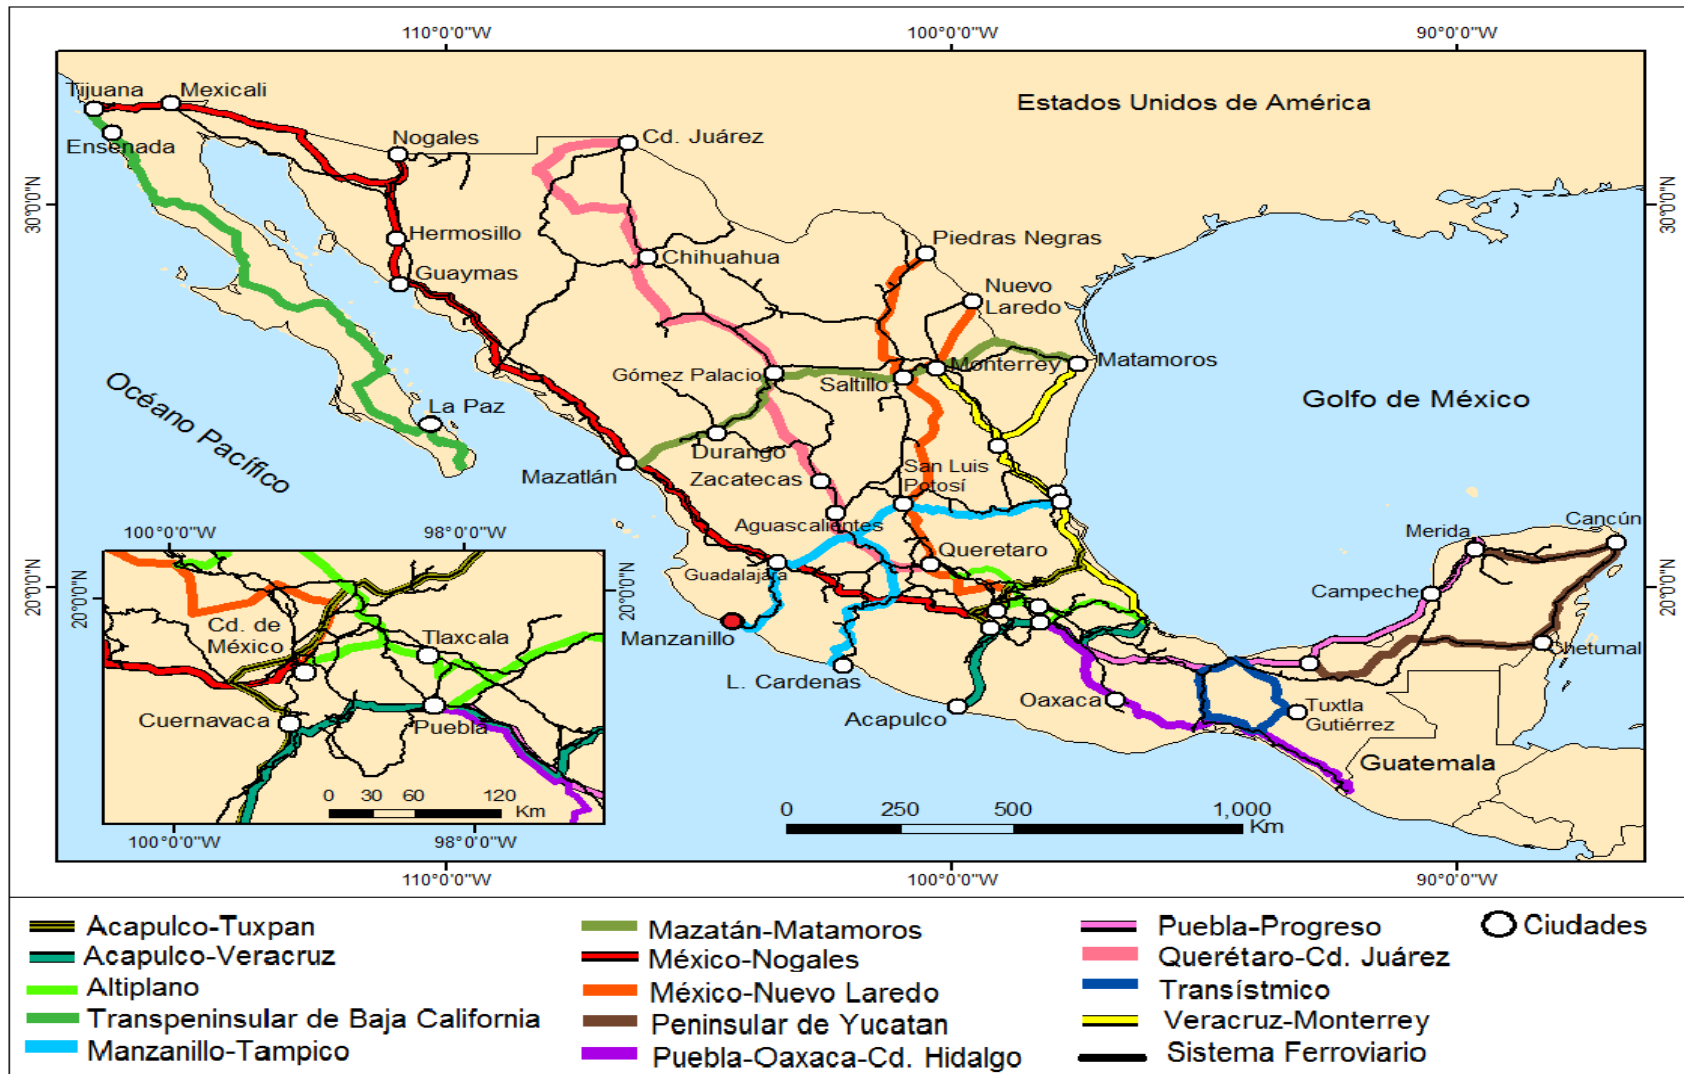 110°0'0"W
100°0'0"W
90°0'0"W
Tijuana
Mexicali
Estados Unidos de América
Ensenada
Nogales
Cd. Juárez
30°0'0"N
30°0'0"N
Hermosillo
Piedras Negras
Chihuahua
Guaymas
Nuevo
Laredo
Monterrey
Matamoros
Gómez Palacio
Saltillo
Océano Pacífico
La Paz
Golfo de México
Durango
Mazatlán
Zacatecas
San Luis
Potosí
Aguascalientes
Merida
Cancún
Queretaro
Guadalajara
20°0'0"N
20°0'0"N
Campeche
Manzanillo
Chetumal
L. Cardenas
Oaxaca
Acapulco
Tuxtla
Gutiérrez
Guatemala
100°0'0"W
98°0'0"W
20°0'0"N
20°0'0"N
Cd. de
México
Tlaxcala
Cuernavaca
Puebla
0 30 60 120
Km
100°0'0"W
98°0'0"W
0 250 500 1,000
Km
110°0'0"W
100°0'0"W
90°0'0"W
Acapulco-Tuxpan
Acapulco-Veracruz
Altiplano
Transpeninsular de Baja California
Manzanillo-Tampico
Mazatán-Matamoros
México-Nogales
México-Nuevo Laredo
Peninsular de Yucatan
Puebla-Oaxaca-Cd. Hidalgo
Puebla-Progreso
Querétaro-Cd. Juárez
Transístmico
Veracruz-Monterrey
Sistema Ferroviario
Ciudades